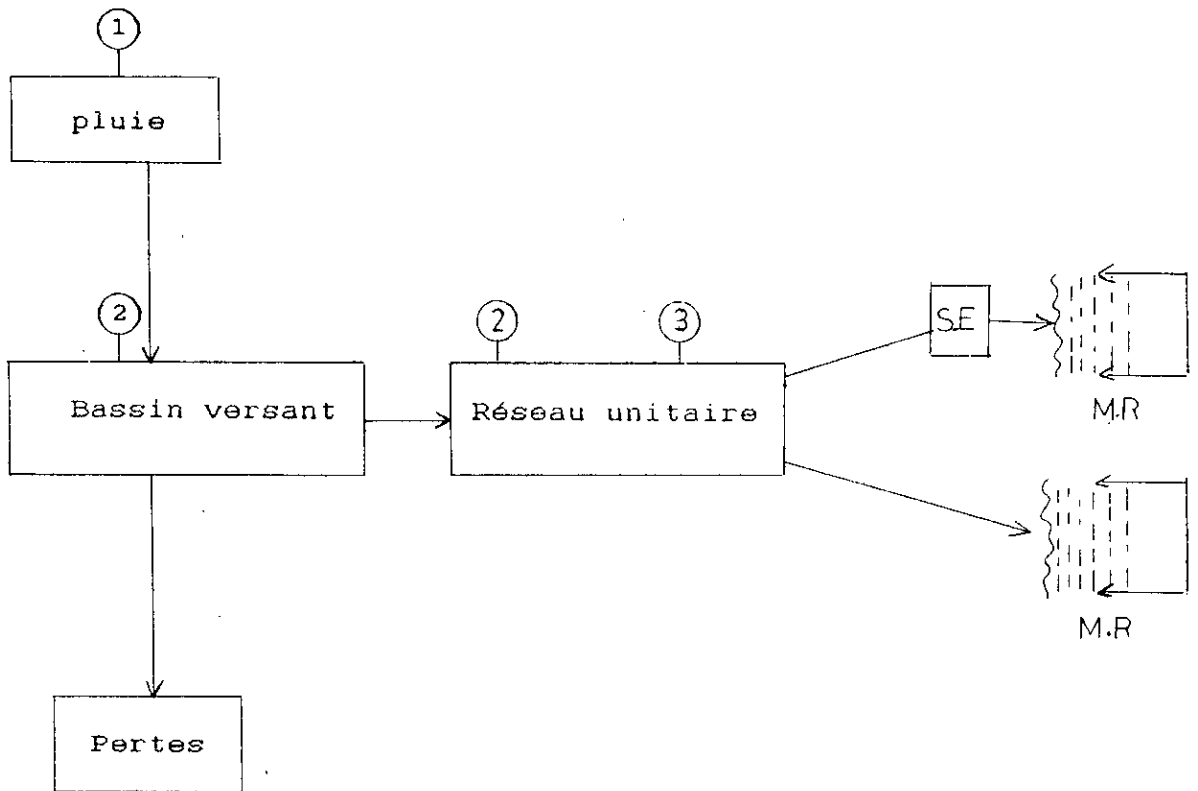 1
pluie
2
Bassin versant
2
3
Réseau unitaire
S.E
M.R
M.R
Pertes